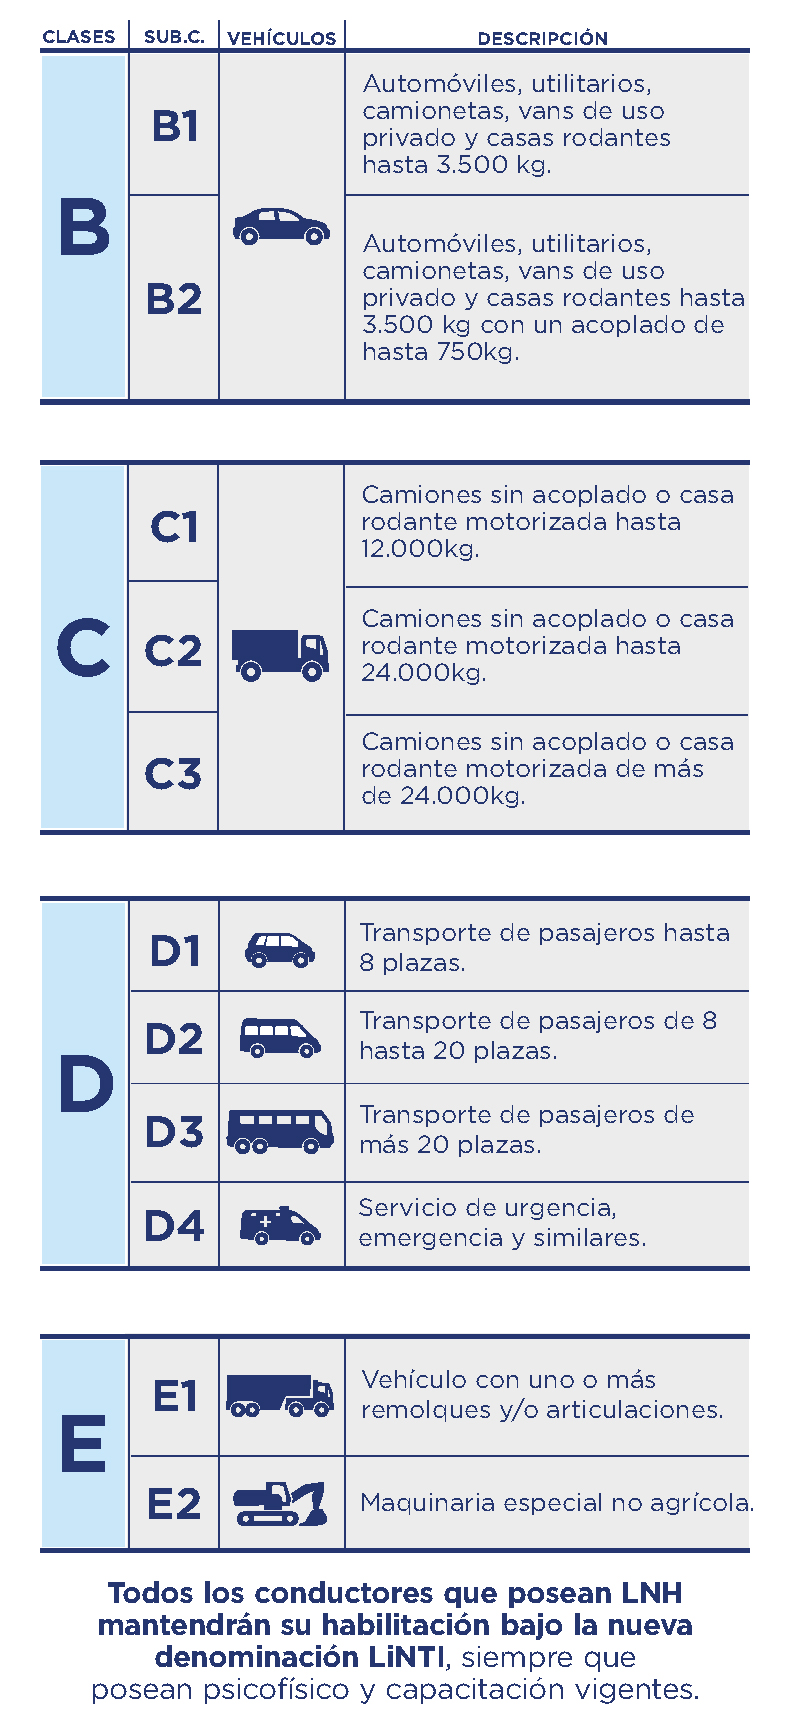 CLASES SUB.C. VEHÍCULOS DESCRIPCIÓN
B
B1
Automóviles, utilitarios,
camionetas, vans de uso
privado y casas rodantes
hasta 3.500 kg.
B2
Automóviles, utilitarios,
camionetas, vans de uso
privado y casas rodantes hasta
3.500 kg con un acoplado de
hasta 750kg.
C
C1
Camiones sin acoplado o casa
rodante motorizada hasta
12.000kg.
C2
Camiones sin acoplado o casa
rodante motorizada hasta
24.000kg.
C3
Camiones sin acoplado o casa
rodante motorizada de más
de 24.000kg.
D
D1
Transporte de pasajeros hasta
8 plazas.
D2
Transporte de pasajeros de 8
hasta 20 plazas.
D3
Transporte de pasajeros de
más 20 plazas.
D4
Servicio de urgencia,
emergencia y similares.
E
E1
Vehículo con uno o más
remolques y/o articulaciones.
E2
Maquinaria especial no agrícola.
Todos los conductores que posean LNH
mantendrán su habilitación bajo la nueva
denominación LiNTI, siempre que
posean psicofísico y capacitación vigentes.